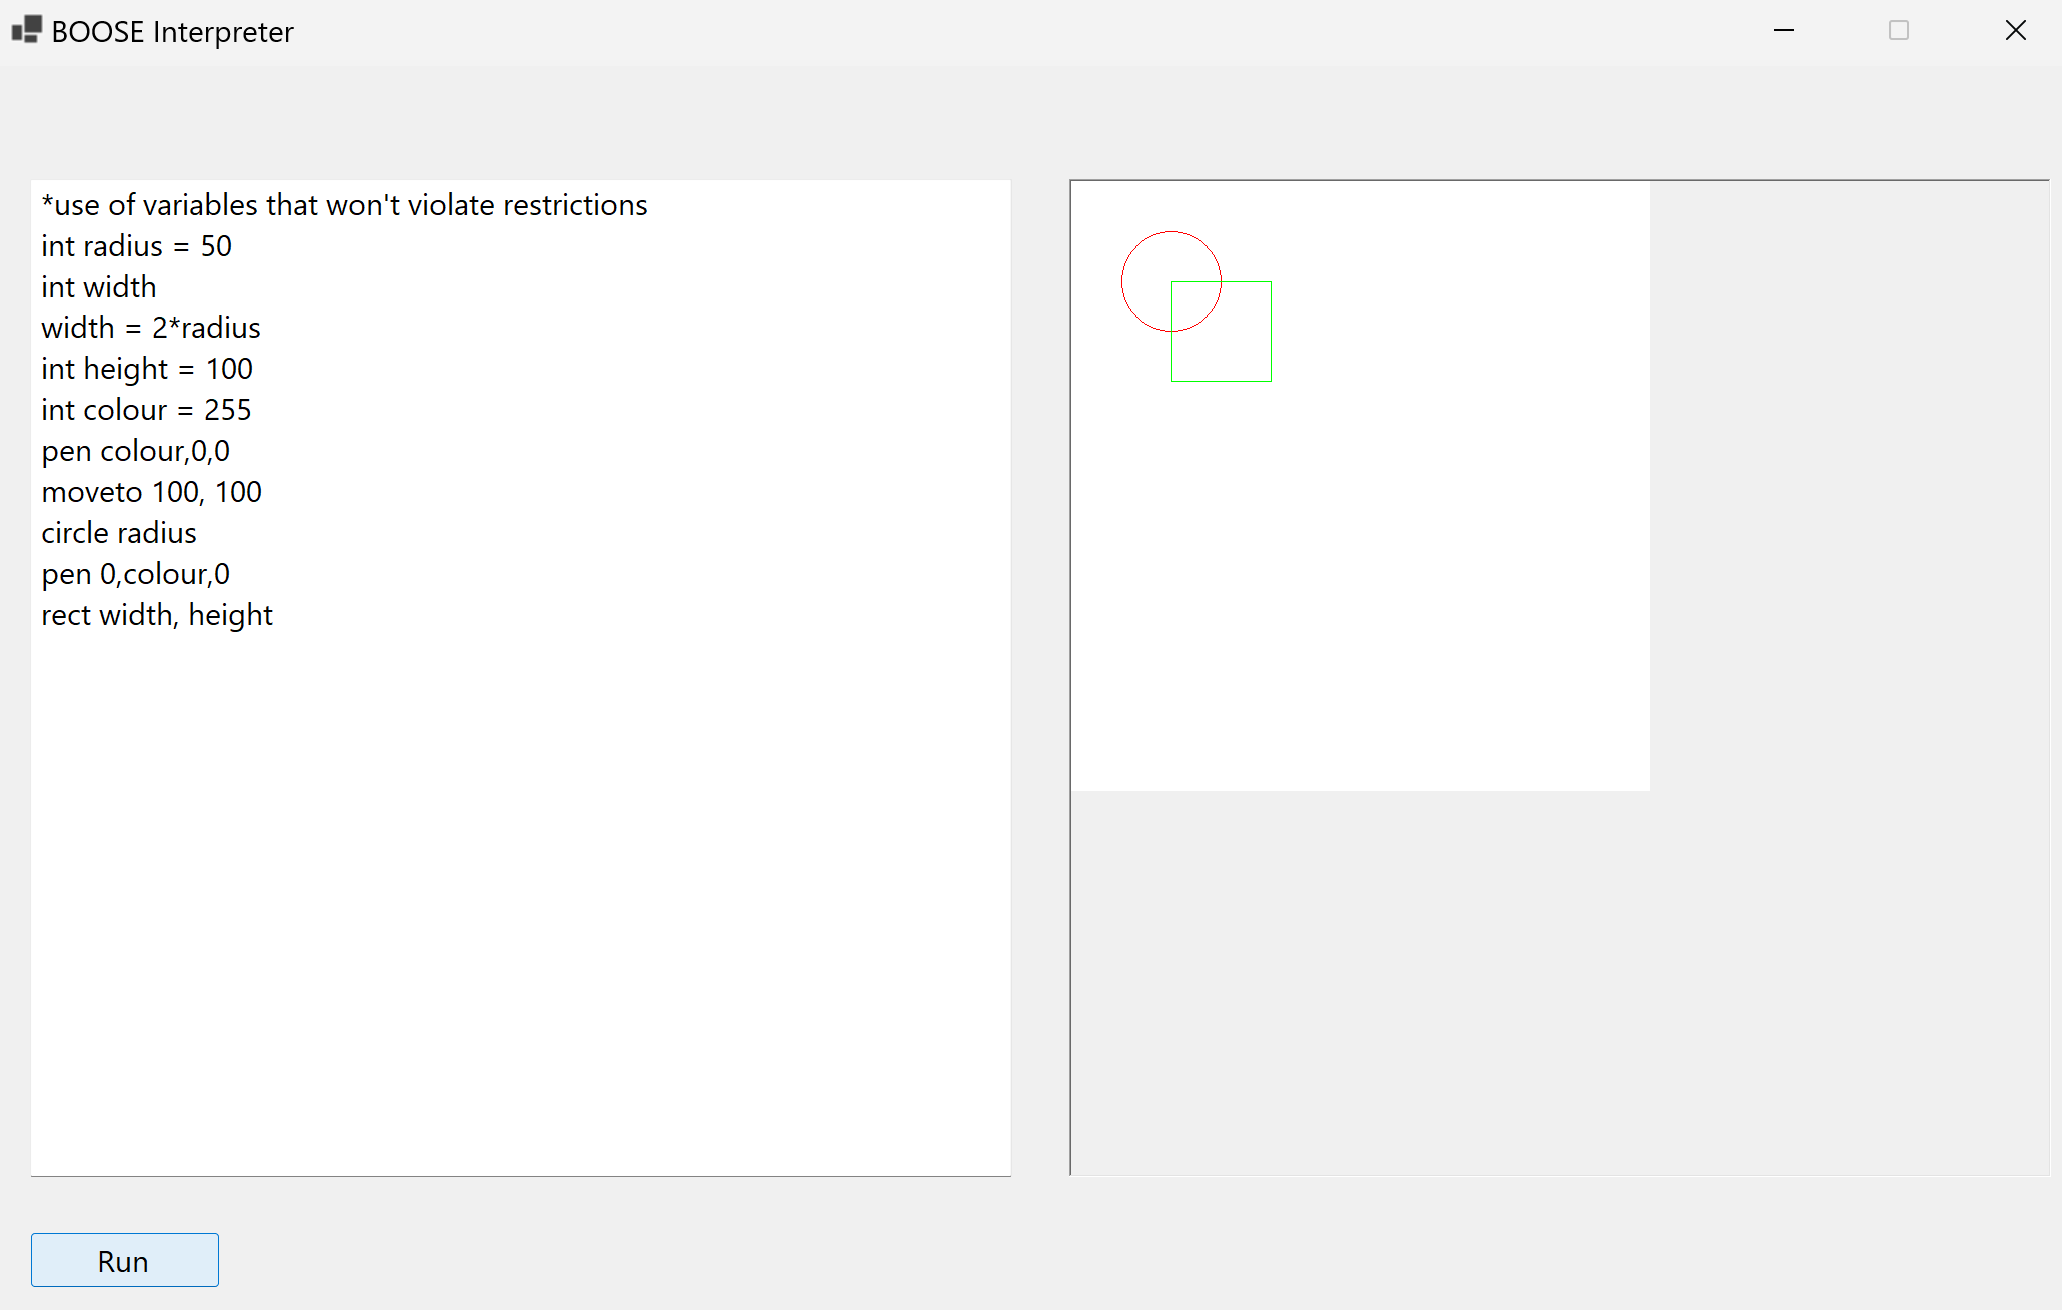 BOOSE Interpreter
*use of variables that won't violate restrictions
int radius = 50
int width
width = 2*radius
int height = 100
int colour = 255
pen colour,0,0
moveto 100, 100
circle radius
pen 0,colour,0
rect width, height
Run